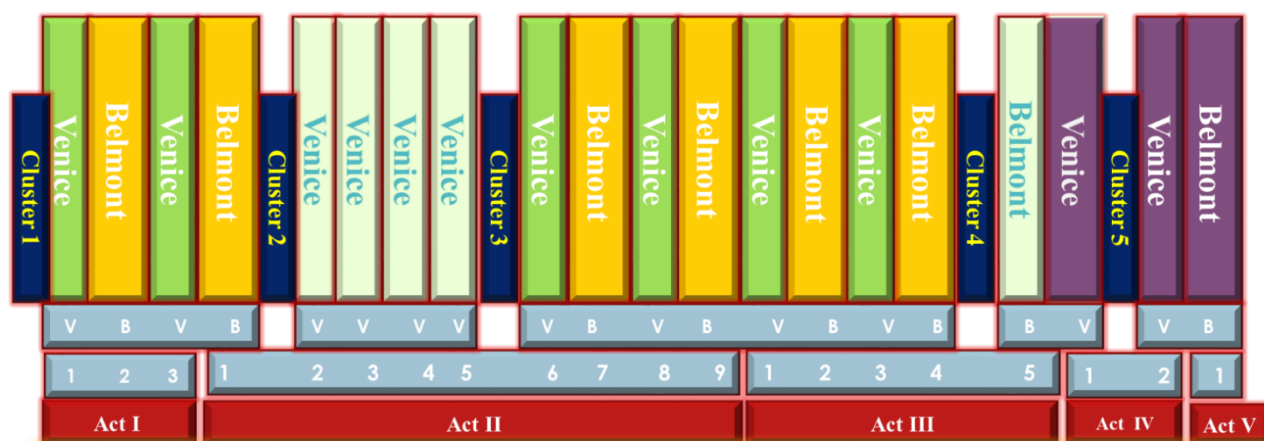 Cluster 1
Venice
Belmont
Venice
Belmont
Cluster 2
Venice
Venice
Venice
Venice
Cluster 3
Venice
Belmont
Venice
Belmont
Venice
Belmont
Venice
Belmont
Cluster 4
Belmont
Venice
Cluster 5
Venice
Belmont
V B V B V V V V V B V B V B V B B V V B
1 2 3 1 2 3 4 5 6 7 8 9 1 2 3 4 5 1 2 1
Act I Act II Act III Act IV Act V